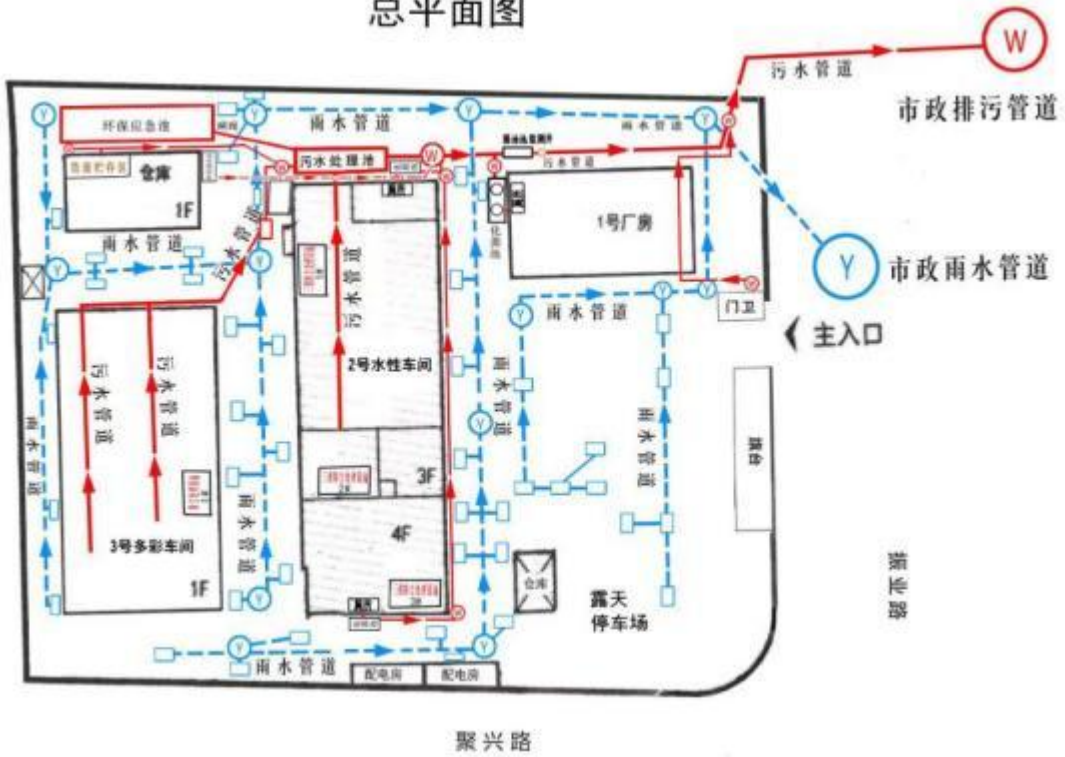 总平面图
W
污水管道
市政排污管道
Y
Y
Y
Y
环保应急池
雨水管道
雨水管道
污水处理池
W
污水管道
W
W
W
W
W
仓库
1F
化粪池
1号厂房
雨水管道
污水管道
Y
市政雨水管道
Y
Y
W
门卫
Y
Y
Y
雨水管道
主入口
污水管道
2号水性车间
雨水管道
污水管道
污水管道
雨水管道
雨水管道
Y
旗台
3F
雨水管道
4F
3号多彩车间
1F
仓库
露天
停车场
振业路
Y
W
Y
Y
雨水管道
配电房
配电房
聚兴路